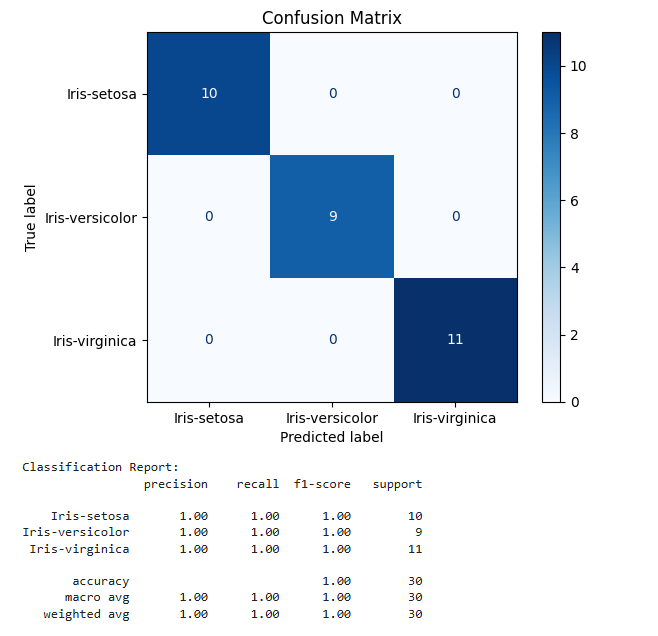 Confusion Matrix
Iris-setosa 10 0 0
Iris-versicolor 0 9 0
Iris-virginica 0 0 11
Iris-setosa Iris-versicolor Iris-virginica
Predicted label
True label
10
8
6
4
2
0
Classification Report:
precision recall f1-score support
Iris-setosa 1.00 1.00 1.00 10
Iris-versicolor 1.00 1.00 1.00 9
Iris-virginica 1.00 1.00 1.00 11
accuracy 1.00 30
macro avg 1.00 1.00 1.00 30
weighted avg 1.00 1.00 1.00 30